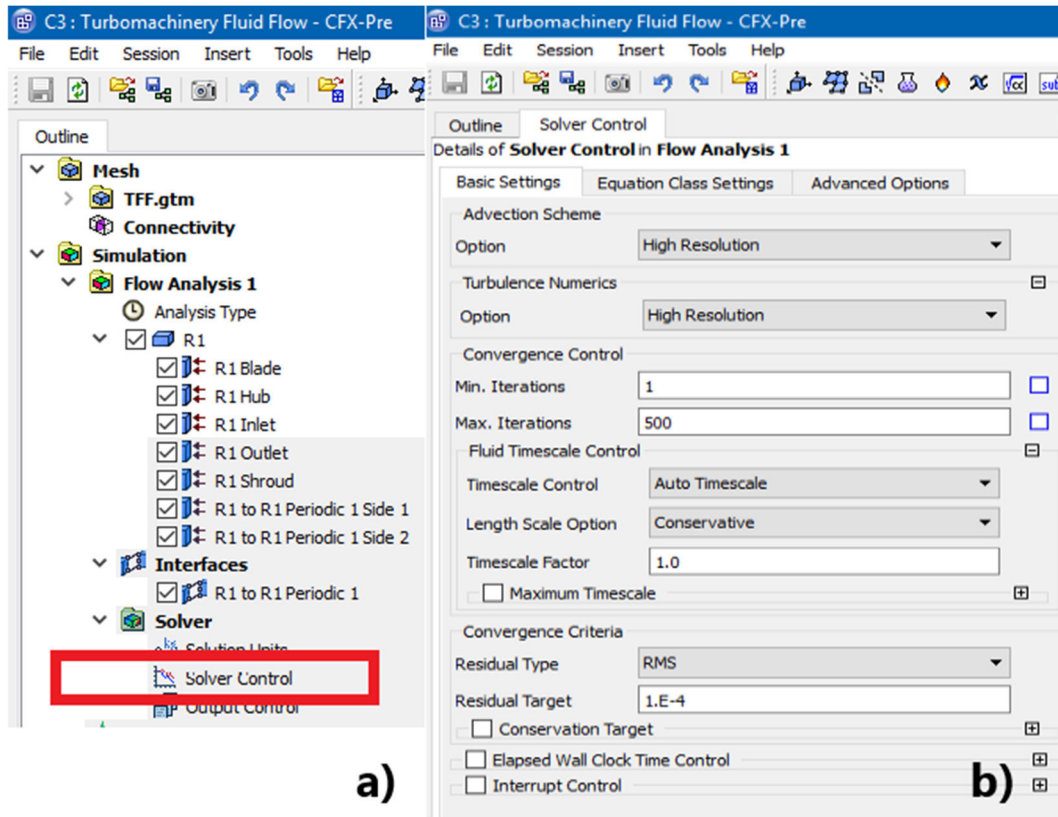 C3 : Turbomachinery Fluid Flow - CFX-Pre
File Edit Session Insert Tools Help
Outline
Mesh
TFF.gtm
Connectivity
Simulation
Flow Analysis 1
Analysis Type
R1
R1 Blade
R1 Hub
R1 Inlet
R1 Outlet
R1 Shroud
R1 to R1 Periodic 1 Side 1
R1 to R1 Periodic 1 Side 2
Interfaces
R1 to R1 Periodic 1
Solver
Solution Units
Solver Control
Output Control
a)
C3 : Turbomachinery Fluid Flow - CFX-Pre
File Edit Session Insert Tools Help
Outline Solver Control
Details of Solver Control in Flow Analysis 1
Basic Settings Equation Class Settings Advanced Options
Advection Scheme
Option High Resolution
Turbulence Numerics
Option High Resolution
Convergence Control
Min. Iterations 1
Max. Iterations 500
Fluid Timescale Control
Timescale Control Auto Timescale
Length Scale Option Conservative
Timescale Factor 1.0
Maximum Timescale
Convergence Criteria
Residual Type RMS
Residual Target 1.E-4
Conservation Target
Elapsed Wall Clock Time Control
Interrupt Control
b)